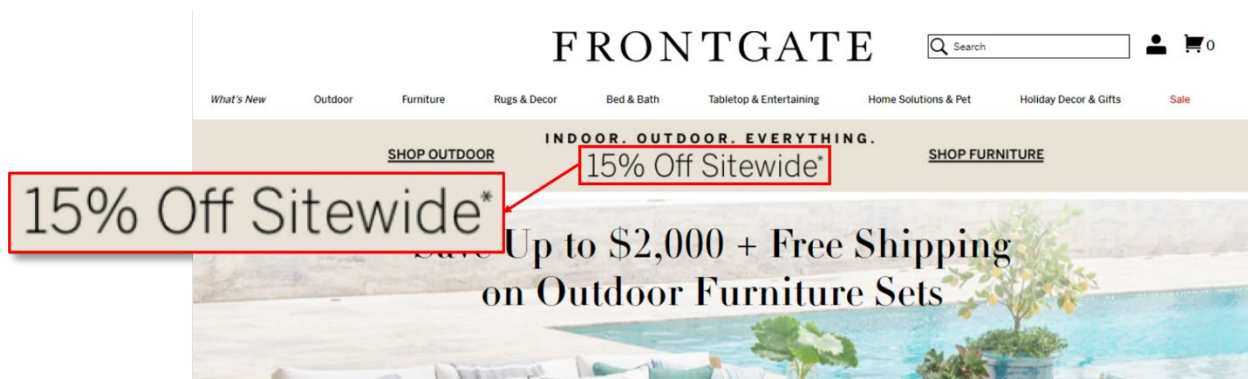 FRONTGATE
Search
0
What's New Outdoor Furniture Rugs & Decor Bed & Bath Tabletop & Entertaining Home Solutions & Pet Holiday Decor & Gifts Sale
INDOOR. OUTDOOR. EVERYTHING.
SHOP OUTDOOR 15% Off Sitewide* SHOP FURNITURE
15% Off Sitewide*
Save Up to $2,000 + Free Shipping
on Outdoor Furniture Sets